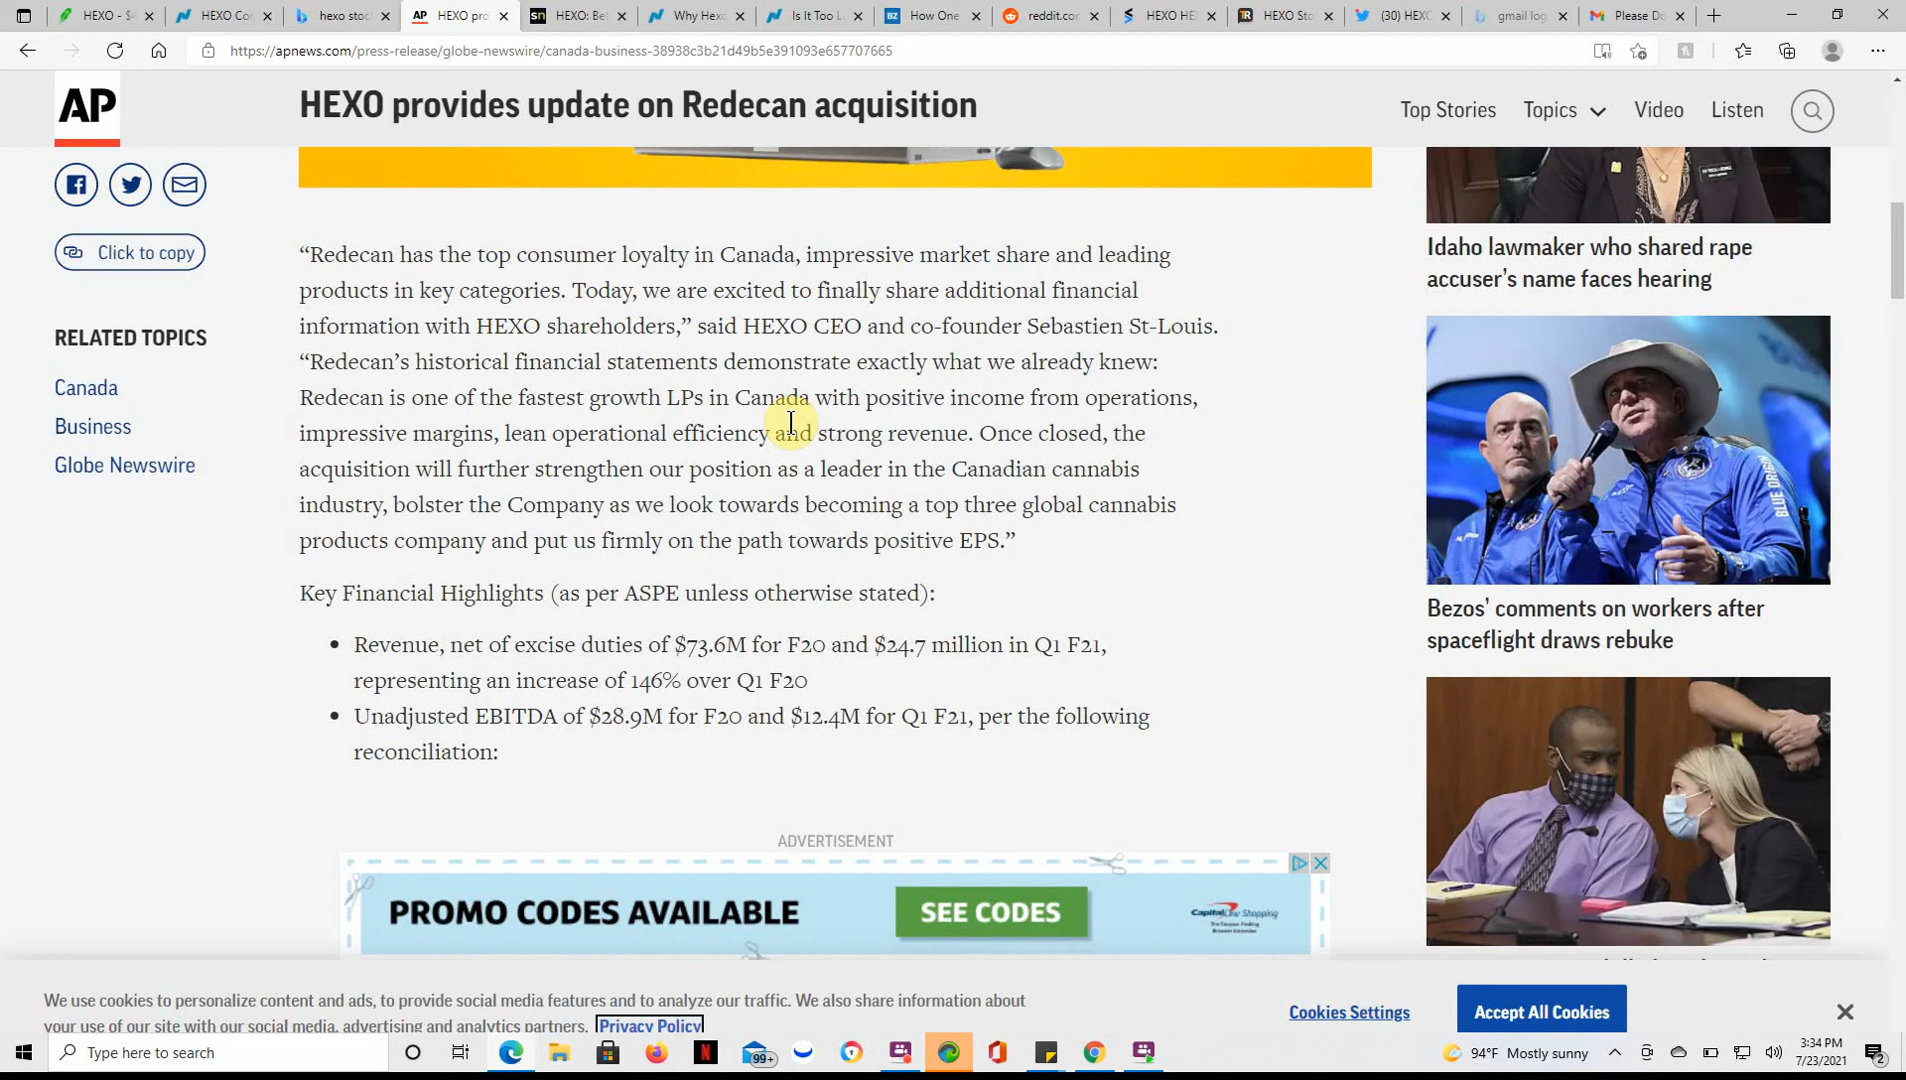 HEXO - $4
HEXO Co
hexo stoc
AP HEXO pro
sn HEXO: Be
Why Hexo
Is It Too L
BZ How One
reddit.co
HEXO HE
TR HEXO Sto
(30) HEXO
gmail log
Please Do
https://apnews.com/press-release/globe-newswire/canada-business-38938c3b21d49b5e391093e657707665
AP
HEXO provides update on Redecan acquisition
Top Stories
Topics
Video
Listen
Click to copy
RELATED TOPICS
Canada
Business
Globe Newswire
“Redecan has the top consumer loyalty in Canada, impressive market share and leading
products in key categories. Today, we are excited to finally share additional financial
information with HEXO shareholders,” said HEXO CEO and co-founder Sebastien St-Louis.
“Redecan’s historical financial statements demonstrate exactly what we already knew:
Redecan is one of the fastest growth LPs in Canada with positive income from operations,
impressive margins, lean operational efficiency and strong revenue. Once closed, the
acquisition will further strengthen our position as a leader in the Canadian cannabis
industry, bolster the Company as we look towards becoming a top three global cannabis
products company and put us firmly on the path towards positive EPS.”
Key Financial Highlights (as per ASPE unless otherwise stated):
• Revenue, net of excise duties of $73.6M for F20 and $24.7 million in Q1 F21,
representing an increase of 146% over Q1 F20
• Unadjusted EBITDA of $28.9M for F20 and $12.4M for Q1 F21, per the following
reconciliation:
ADVERTISEMENT
PROMO CODES AVAILABLE
SEE CODES
Capital One Shopping
Idaho lawmaker who shared rape
accuser’s name faces hearing
BLUE ORIGIN
Bezos’ comments on workers after
spaceflight draws rebuke
We use cookies to personalize content and ads, to provide social media features and to analyze our traffic. We also share information about
your use of our site with our social media, advertising and analytics partners. Privacy Policy
Cookies Settings
Accept All Cookies
Type here to search
99+
94°F Mostly sunny
3:34 PM
7/23/2021
2